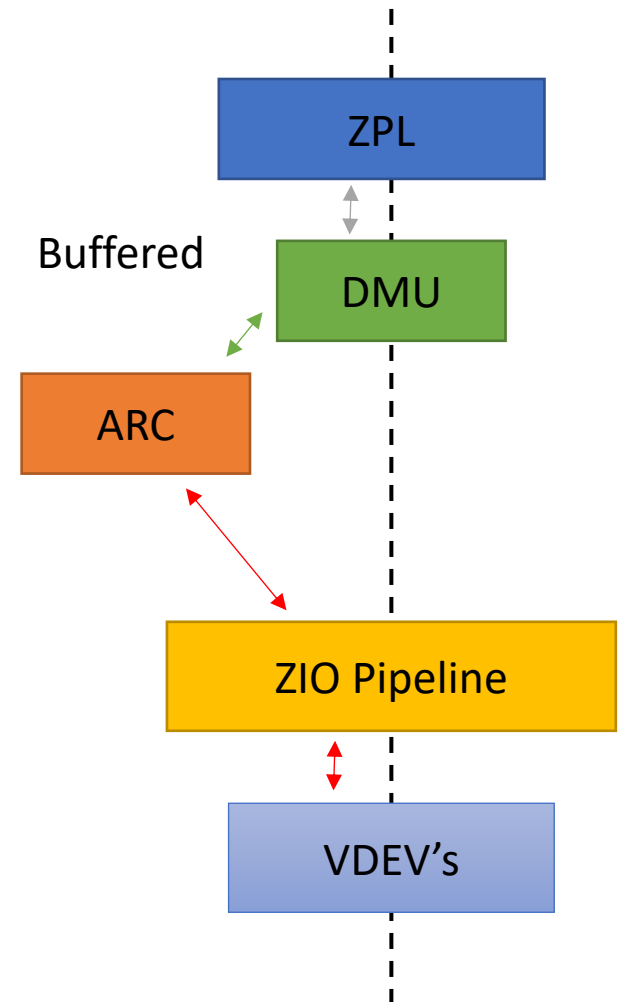 ZPL
Buffered
DMU
ARC
ZIO Pipeline
VDEV’s